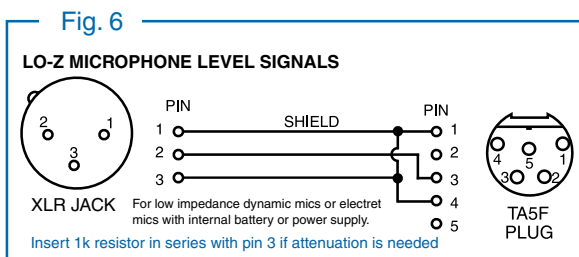 Fig. 6
LO-Z MICROPHONE LEVEL SIGNALS
2
1
3
XLR JACK
PIN
1
2
3
SHIELD
PIN
1
2
3
4
5
For low impedance dynamic mics or electret
mics with internal battery or power supply.
4
5
1
3
2
TA5F
PLUG
Insert 1k resistor in series with pin 3 if attenuation is needed